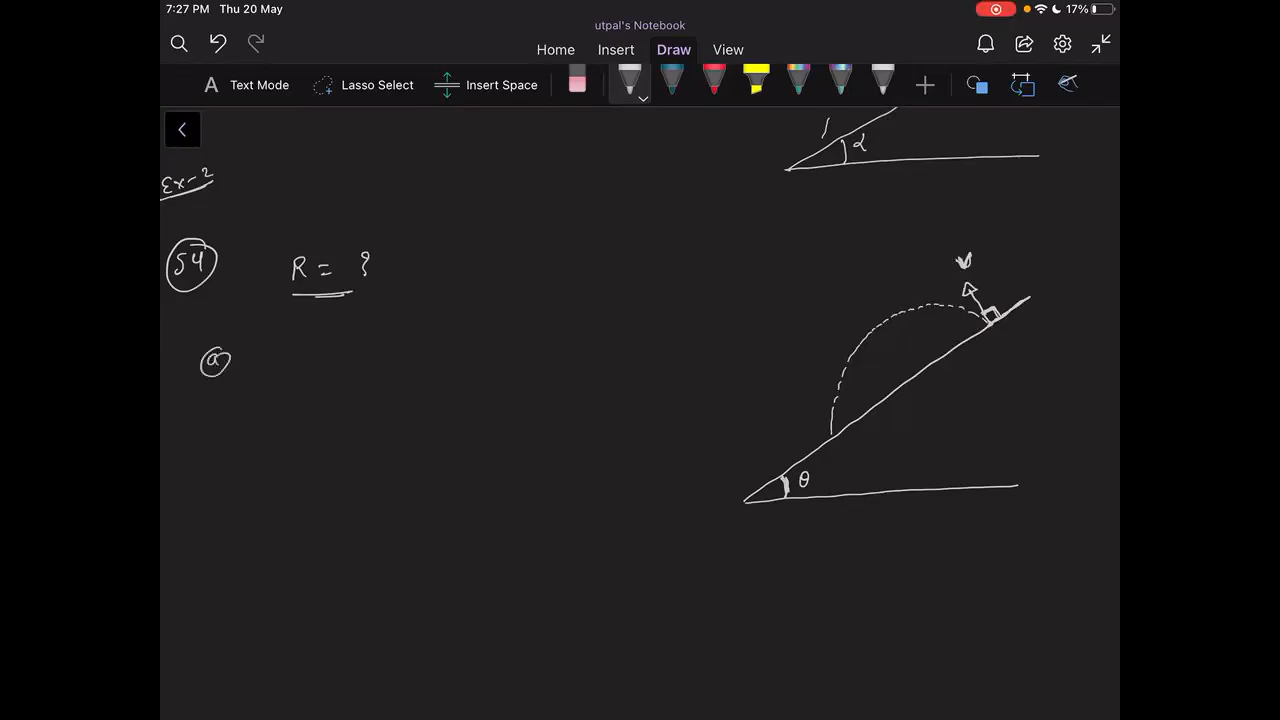 7:27 PM Thu 20 May
17%
utpal's Notebook
Home Insert Draw View
A Text Mode Lasso Select Insert Space
α
Ex-2
54 R = ?
v
a
θ